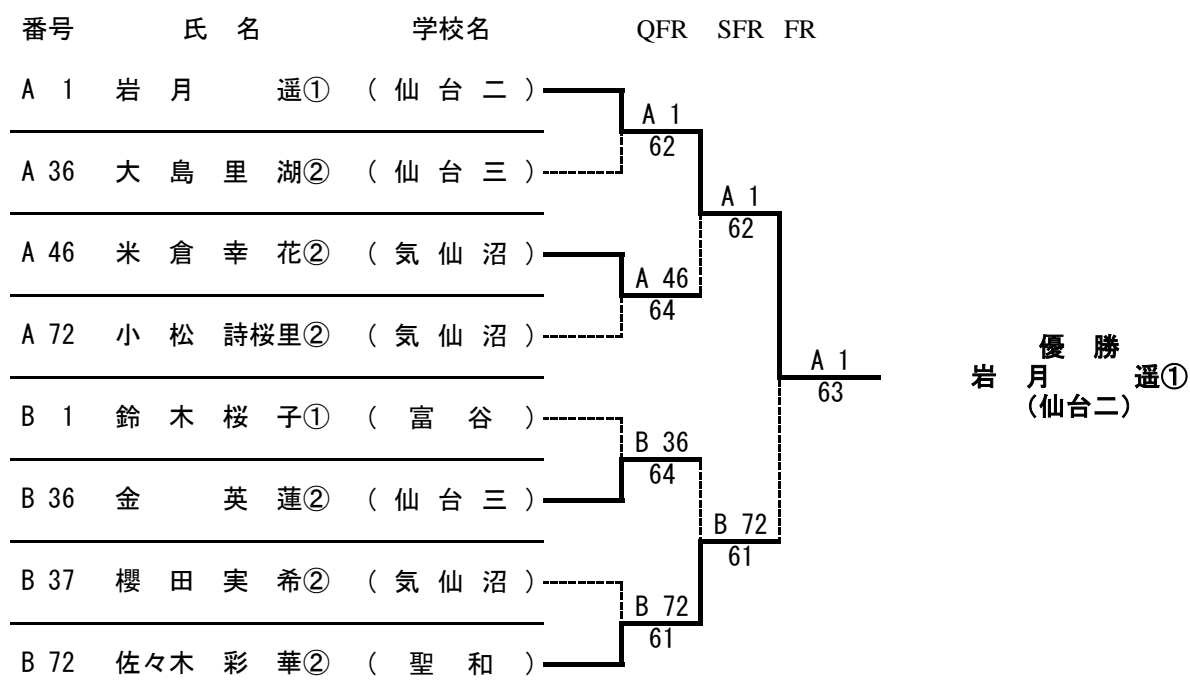 番号 氏 名 学校名 QFR SFR FR
A 1 岩 月 遥① ( 仙 台 二 )
A 1
62
A 36 大 島 里 湖② ( 仙 台 三 )
A 1
62
A 46 米 倉 幸 花② ( 気 仙 沼 )
A 46
64
A 72 小 松 詩桜里② ( 気 仙 沼 )
A 1
63
優 勝
岩 月 遥①
(仙台二)
B 1 鈴 木 桜 子① ( 富 谷 )
B 36
64
B 36 金 英 蓮② ( 仙 台 三 )
B 72
61
B 37 櫻 田 実 希② ( 気 仙 沼 )
B 72
61
B 72 佐々木 彩 華② ( 聖 和 )